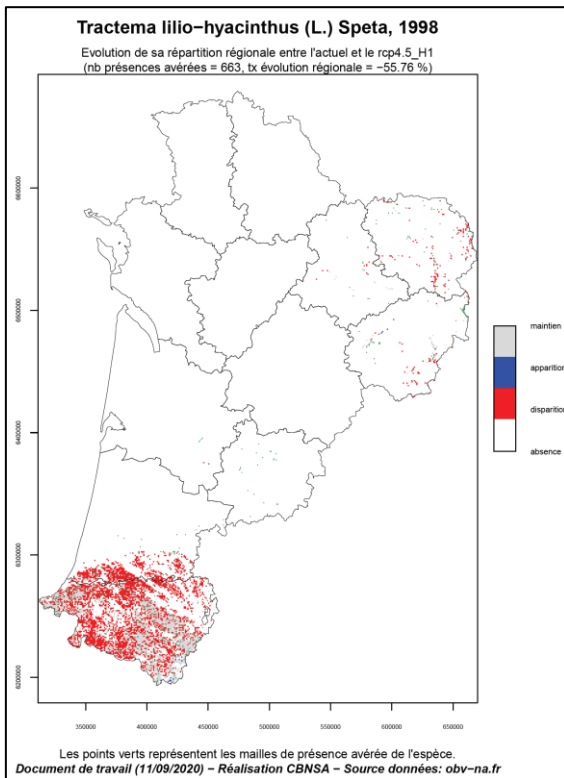 Tractema lilio−hyacinthus (L.) Speta, 1998
Evolution de sa répartition régionale entre l'actuel et le rcp4.5_H1
(nb présences avérées = 663, tx évolution régionale = −55.76 %)
6600000
6500000
6400000
6300000
6200000
maintien
apparition
disparition
absence
350000 400000 450000 500000 550000 600000 650000
Les points verts représentent les mailles de présence avérée de l'espèce.
Document de travail (11/09/2020) − Réalisation CBNSA − Source données: obv−na.fr